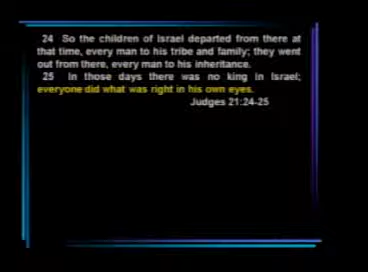 24 So the children of Israel departed from there at
that time, every man to his tribe and family; they went
out from there, every man to his inheritance.
25 In those days there was no king in Israel;
everyone did what was right in his own eyes.
Judges 21:24-25